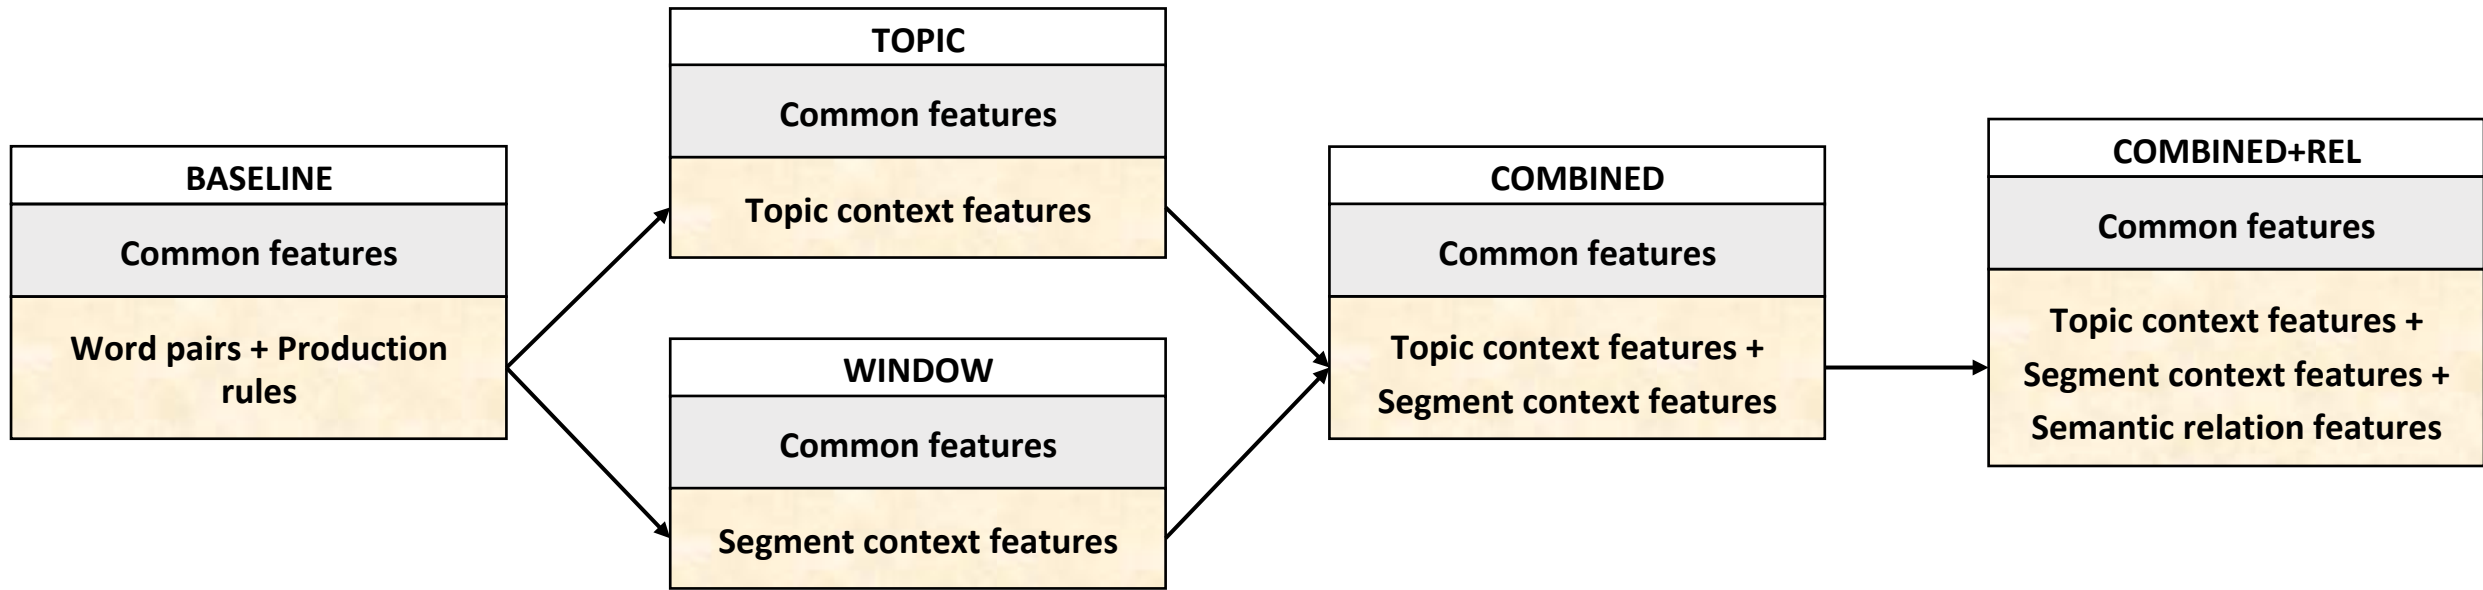 BASELINE
Common features
Word pairs + Production
rules
TOPIC
Common features
Topic context features
WINDOW
Common features
Segment context features
COMBINED
Common features
Topic context features +
Segment context features
COMBINED+REL
Common features
Topic context features +
Segment context features +
Semantic relation features